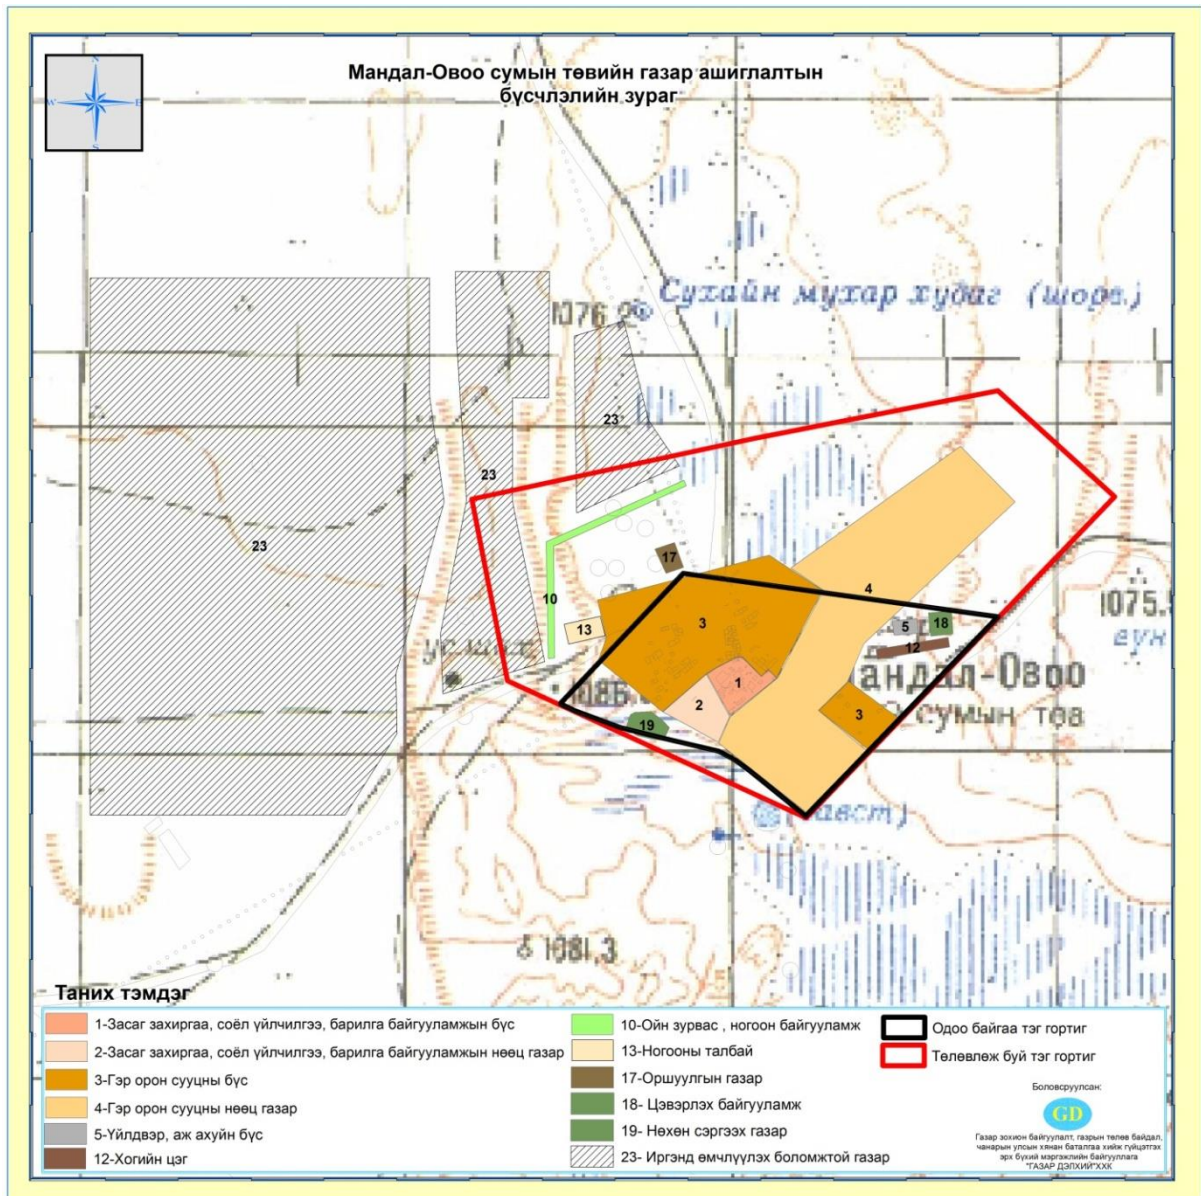 Мандал-Овоо сумын төвийн газар ашиглалтын
бүсчлэлийн зураг
N
W
E
S
Сухайн мухар худаг (шорв.)
1076.2
23
23
23
10
17
13
3
4
5
18
12
1
2
3
19
1075.
сумын төв
1081.3
Таних тэмдэг
1-Засаг захиргаа, соёл үйлчилгээ, барилга байгууламжын бүс
2-Засаг захиргаа, соёл үйлчилгээ, барилга байгууламжын нөөц газар
3-Гэр орон сууцны бүс
4-Гэр орон сууцны нөөц газар
5-Үйлдвэр, аж ахуйн бүс
12-Хогийн цэг
10-Ойн зурвас , ногоон байгууламж
13-Ногооны талбай
17-Оршуулгын газар
18- Цэвэрлэх байгууламж
19- Нөхөн сэргээх газар
23- Иргэнд өмчлүүлэх боломжтой газар
Одоо байгаа тэг гортиг
Төлөвлөж буй тэг гортиг
Боловсруулсан:
GD
Газар зохион байгуулалт, газрын төлөв байдал,
чанарын улсын хянан баталгаа хийж гүйцэтгэх
эрх бүхий мэргэжлийн байгууллага
"ГАЗАР ДЭЛХИЙ"ХХК